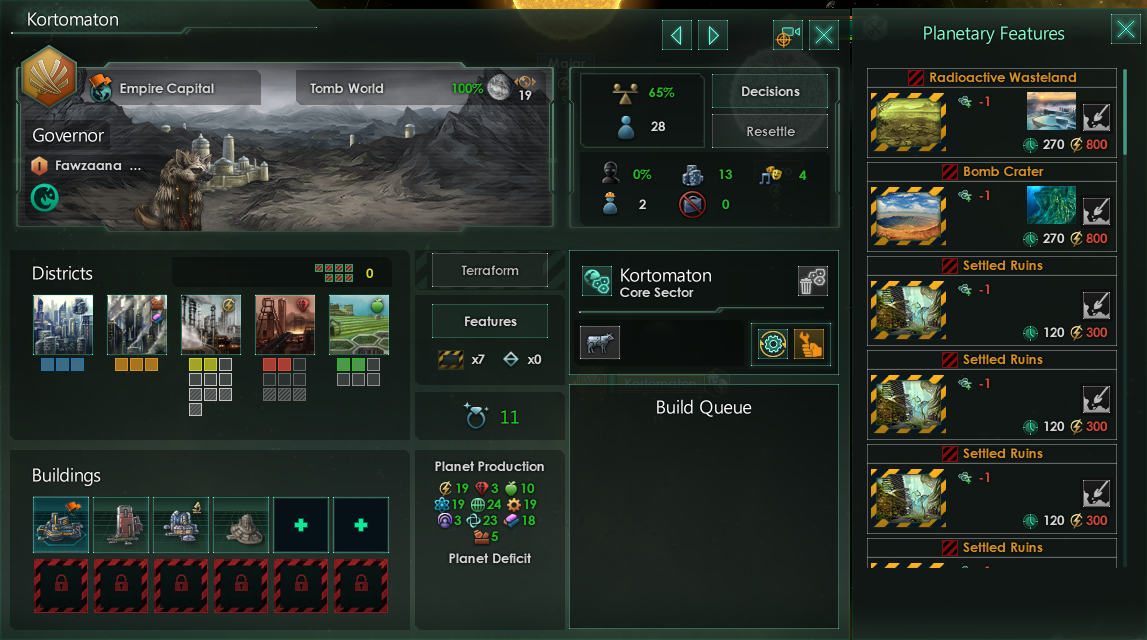 Kortomaton
Empire Capital
Tomb World
100%
19
Governor
Fawzaana ...
65%
28
Decisions
Resettle
0%
13
4
2
0
Districts
0
Terraform
Features
x7
x0
11
Kortomaton
Core Sector
Build Queue
Buildings
Planet Production
19 3 10
19 24 19
3 23 18
5
Planet Deficit
Planetary Features
Radioactive Wasteland
-1
270 800
Bomb Crater
-1
270 800
Settled Ruins
-1
120 300
Settled Ruins
-1
120 300
Settled Ruins
-1
120 300
Settled Ruins